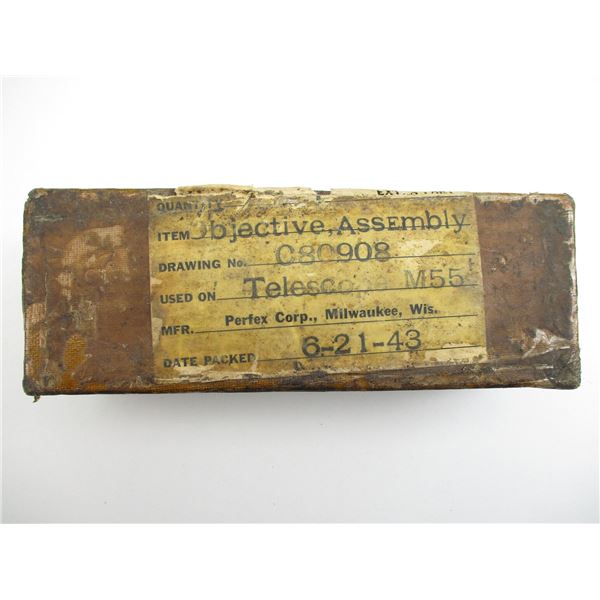 QUANTITY
ITEM Objective, Assembly
DRAWING No. C80908
USED ON Telescope M55
MFR. Perfex Corp., Milwaukee, Wis.
DATE PACKED 6-21-43